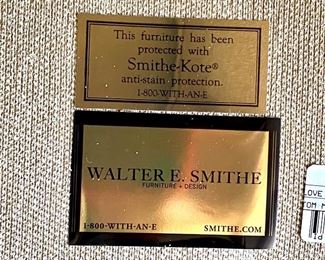 This furniture has been
protected with
Smithe-Kote®
anti-stain protection.
1-800-WITH-AN-E
WALTER E. SMITHE
FURNITURE + DESIGN
1-800-WITH-AN-E
SMITHE.COM
OVE